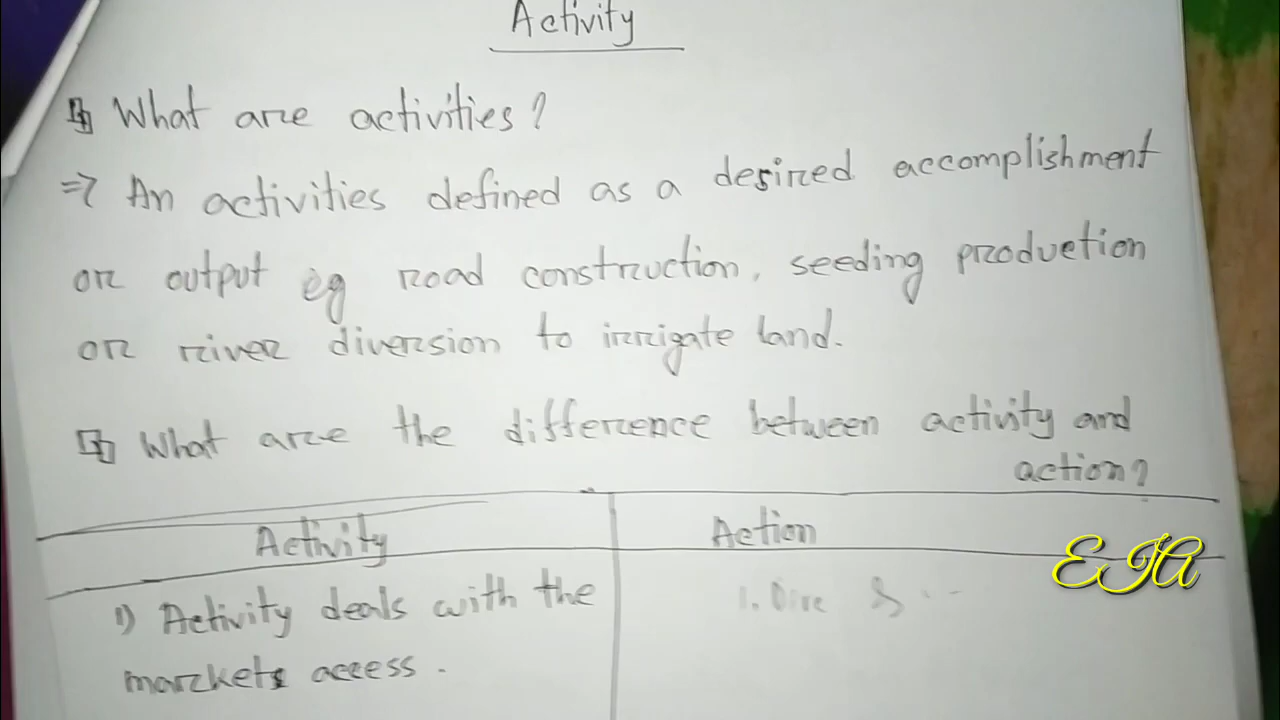 Activity
What are activities?
⇒ An activities defined as a desired accomplishment
or output eg road construction, seeding production
or river diversion to irrigate land.
What are the difference between activity and
action?
Activity Action
1) Activity deals with the 1.
markets access.
EIA